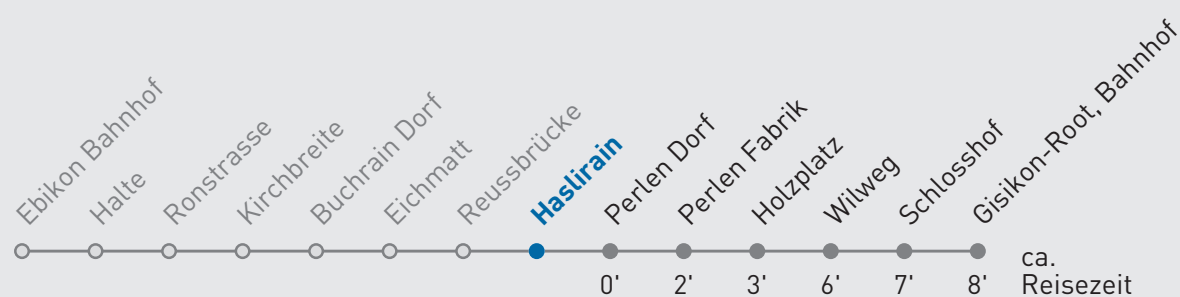 Ebikon Bahnhof
Halte
Ronstrasse
Kirchbreite
Buchrain Dorf
Eichmatt
Reussbrücke
Haslirain
Perlen Dorf
Perlen Fabrik
Holzplatz
Wilweg
Schlosshof
Gisikon-Root, Bahnhof
ca.
0' 2' 3' 6' 7' 8' Reisezeit